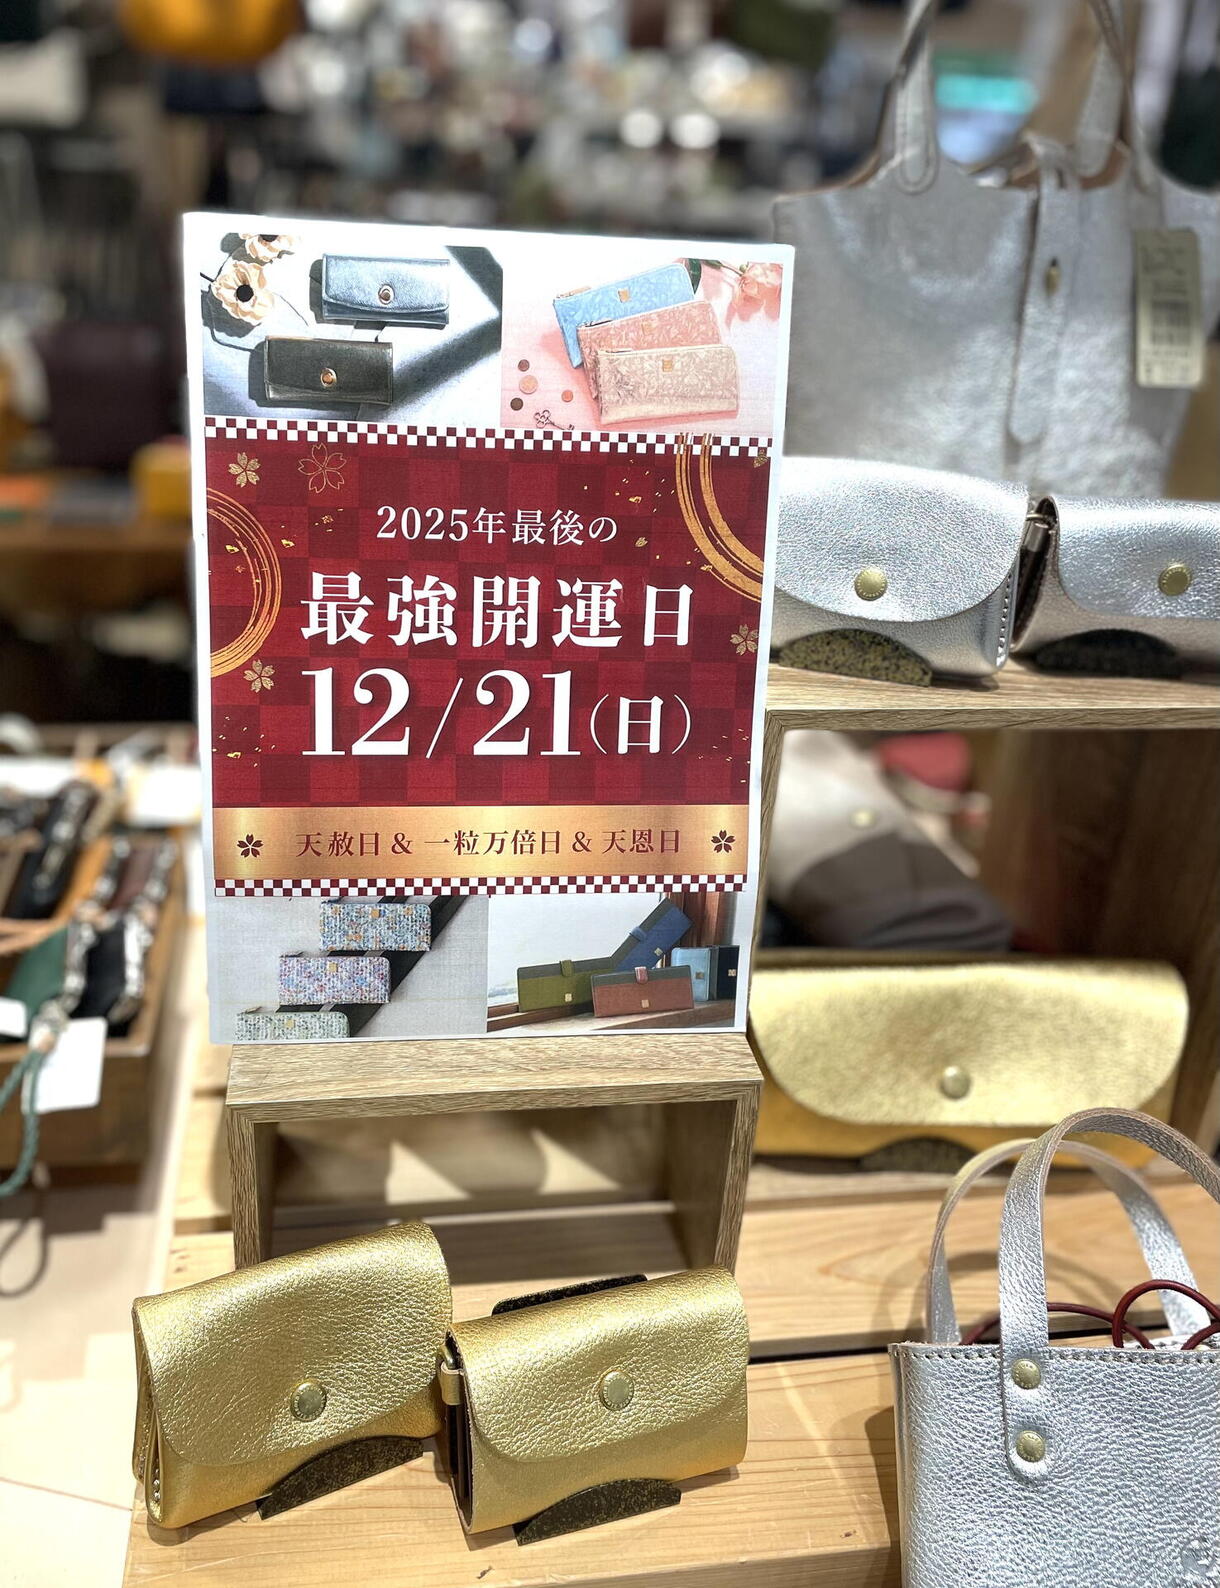 2025年最後の
最強開運日
12/21(日)
天赦日 & 一粒万倍日 & 天恩日